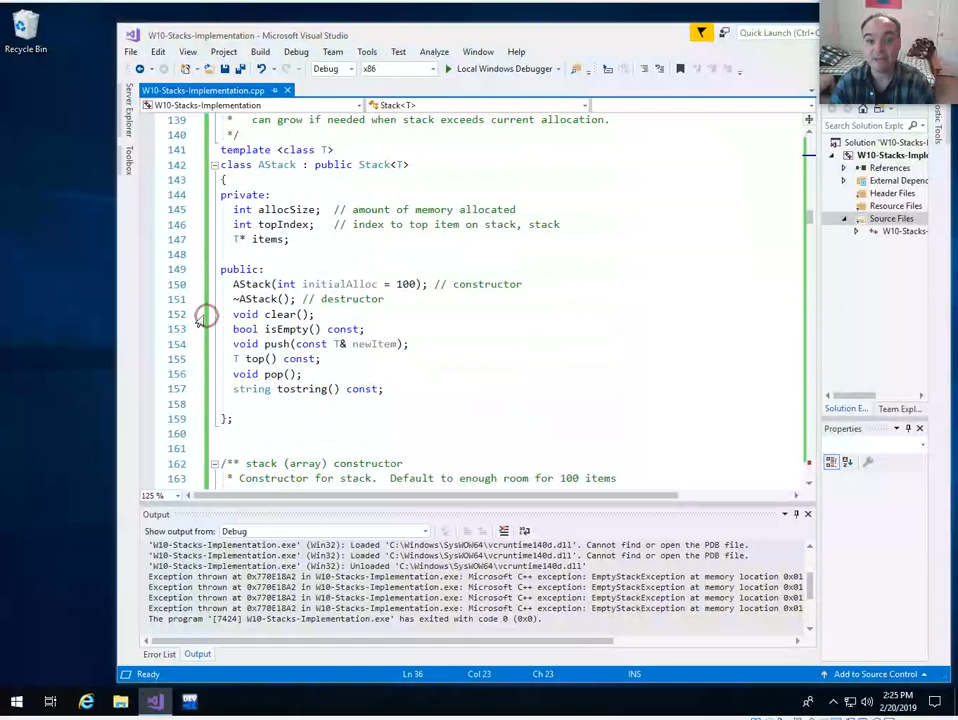 Recycle Bin
W10-Stacks-Implementation - Microsoft Visual Studio
Quick Launch (Ctrl+
File Edit View Project Build Debug Team Tools Test Analyze Window Help
Debug x86 Local Windows Debugger
W10-Stacks-Implementation.cpp
W10-Stacks-Implementation Stack<T>
Server Explorer
Toolbox
139 * can grow if needed when stack exceeds current allocation.
140 */
141 template <class T>
142 class AStack : public Stack<T>
143 {
144 private:
145 int allocSize; // amount of memory allocated
146 int topIndex; // index to top item on stack, stack
147 T* items;
148
149 public:
150 AStack(int initialAlloc = 100); // constructor
151 ~AStack(); // destructor
152 void clear();
153 bool isEmpty() const;
154 void push(const T& newItem);
155 T top() const;
156 void pop();
157 string tostring() const;
158
159 };
160
161
162 /** stack (array) constructor
163 * Constructor for stack. Default to enough room for 100 items
125 %
Search Solution Explo
Solution 'W10-Stacks-Im
W10-Stacks-Imple
References
External Depende
Header Files
Resource Files
Source Files
W10-Stacks-
Solution E... Team Expl...
Properties
Output
Show output from: Debug
'W10-Stacks-Implementation.exe' (Win32): Loaded 'C:\Windows\SysWOW64\vcruntime140d.dll'. Cannot find or open the PDB file.
'W10-Stacks-Implementation.exe' (Win32): Loaded 'C:\Windows\SysWOW64\vcruntime140d.dll'. Cannot find or open the PDB file.
'W10-Stacks-Implementation.exe' (Win32): Unloaded 'C:\Windows\SysWOW64\vcruntime140d.dll'
Exception thrown at 0x770E18A2 in W10-Stacks-Implementation.exe: Microsoft C++ exception: EmptyStackException at memory location 0x01
Exception thrown at 0x770E18A2 in W10-Stacks-Implementation.exe: Microsoft C++ exception: EmptyStackException at memory location 0x01
Exception thrown at 0x770E18A2 in W10-Stacks-Implementation.exe: Microsoft C++ exception: EmptyStackException at memory location 0x01
Exception thrown at 0x770E18A2 in W10-Stacks-Implementation.exe: Microsoft C++ exception: EmptyStackException at memory location 0x01
The program '[7424] W10-Stacks-Implementation.exe' has exited with code 0 (0x0).
Error List Output
Ready Ln 36 Col 23 Ch 23 INS Add to Source Control
DEV
2:25 PM
2/20/2019